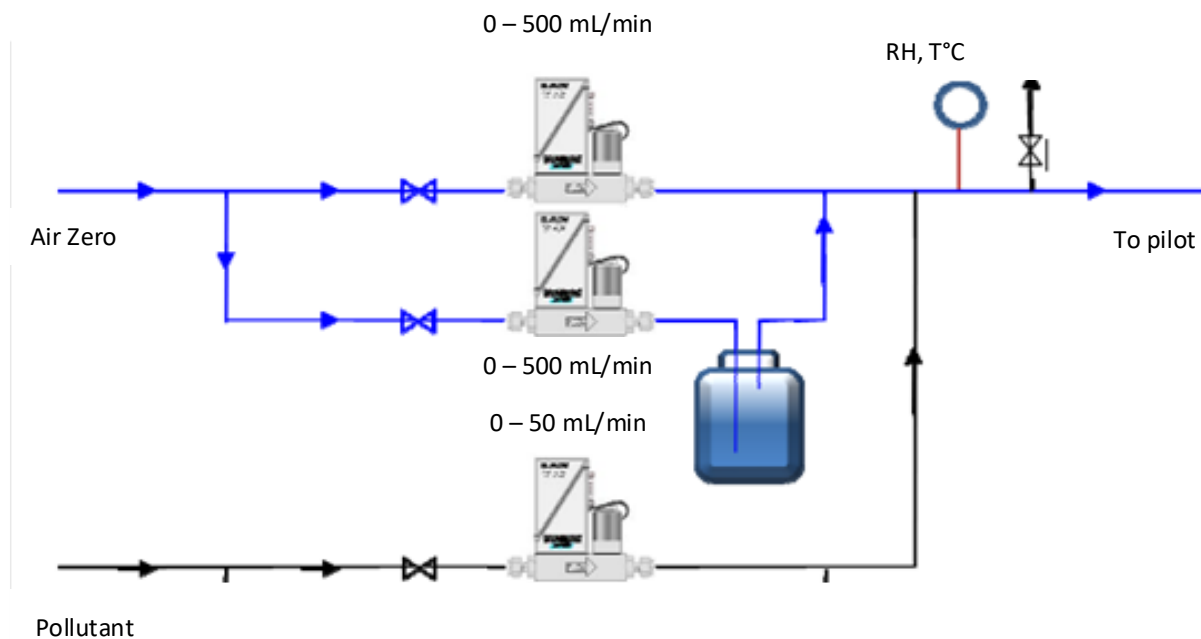 0 – 500 mL/min
RH, T°C
Air Zero
To pilot
0 – 500 mL/min
0 – 50 mL/min
Pollutant